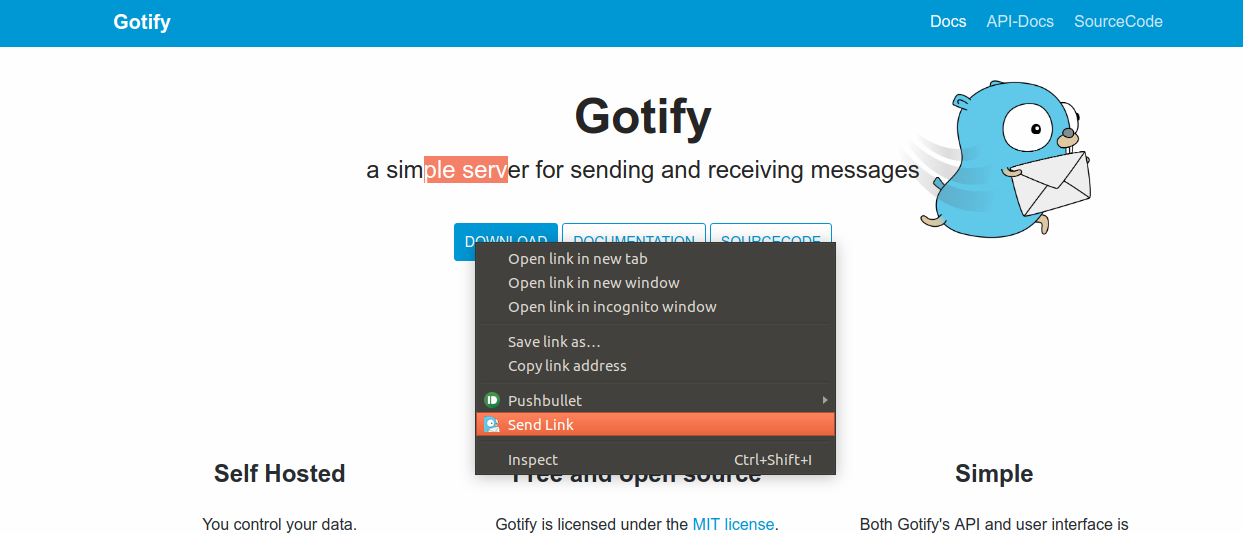 Gotify
Docs API-Docs SourceCode
Gotify
a simple server for sending and receiving messages
DOWNLOAD DOCUMENTATION SOURCECODE
Open link in new tab
Open link in new window
Open link in incognito window
Save link as...
Copy link address
Pushbullet
Send Link
Inspect Ctrl+Shift+I
Self Hosted
Free and open source
Simple
You control your data.
Gotify is licensed under the MIT license.
Both Gotify's API and user interface is